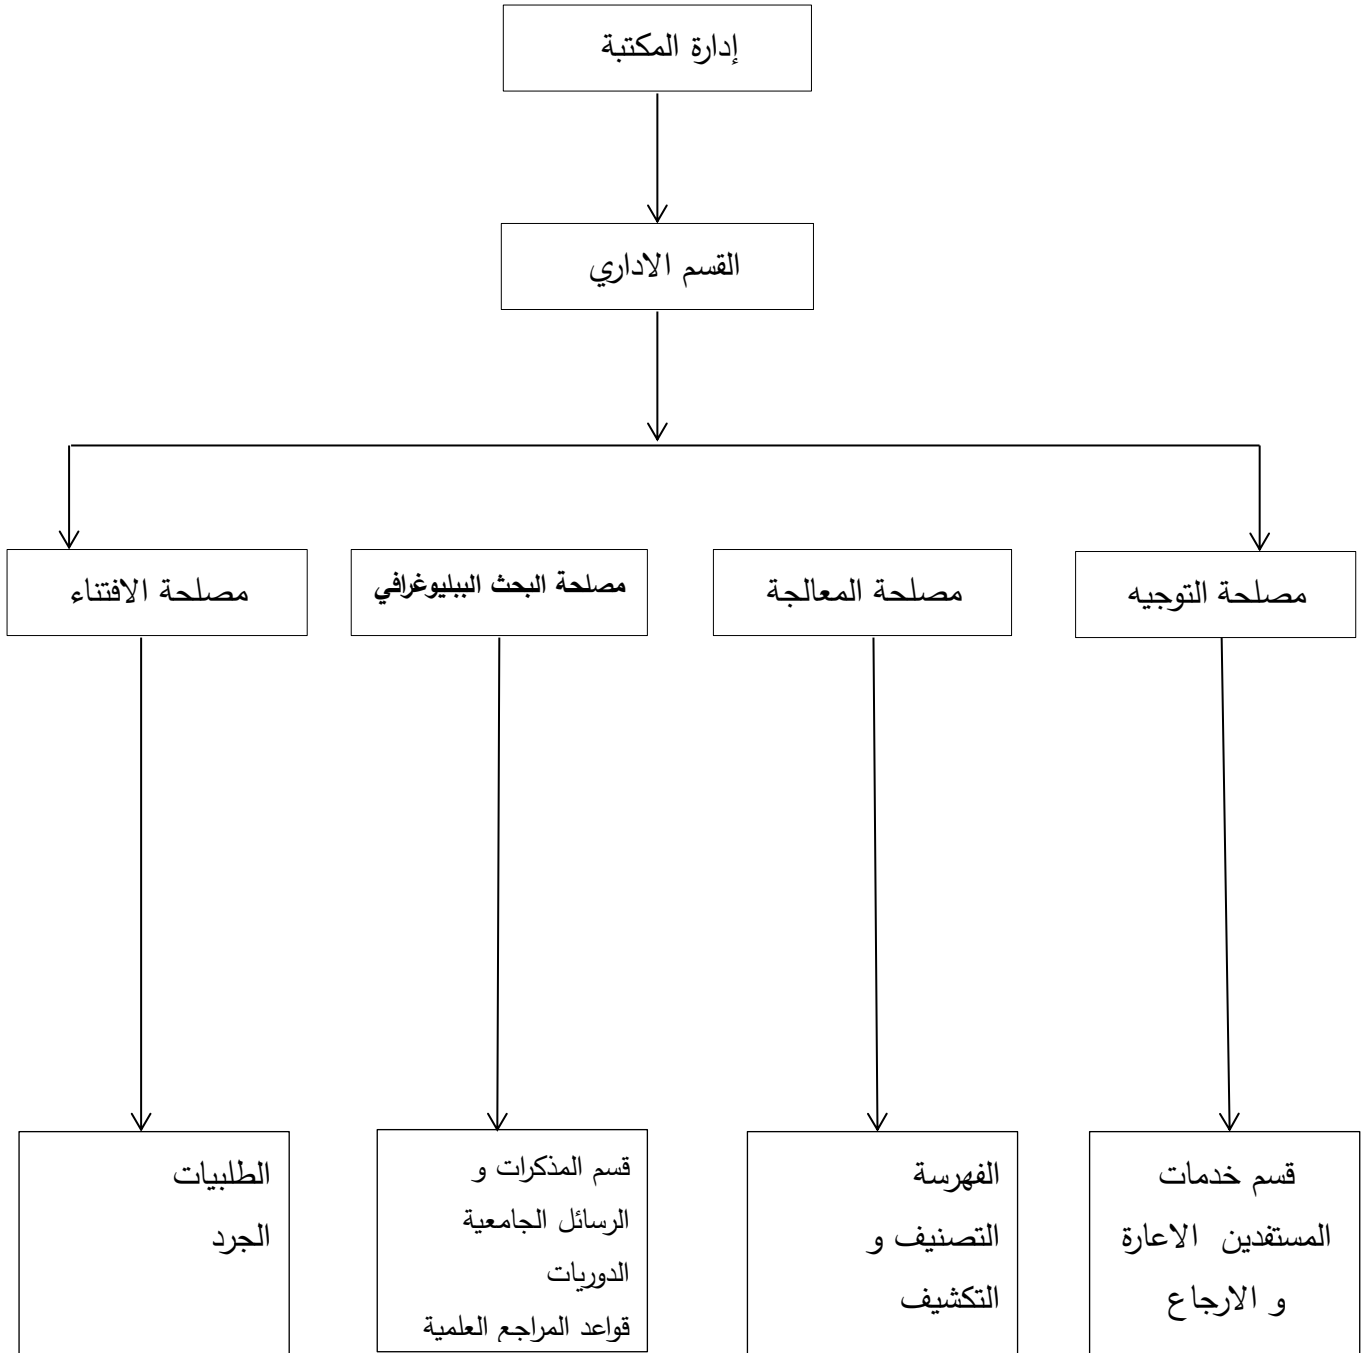 إدارة المكتبة
القسم الاداري
مصلحة التوجيه
مصلحة المعالجة
مصلحة البحث الببليوغرافي
مصلحة الافتناء
قسم خدمات
المستفدين الاعارة
و الارجاع
الفهرسة
التصنيف و
التكشيف
قسم المذكرات و
الرسائل الجامعية
الدوريات
قواعد المراجع العلمية
الطلبيات
الجرد